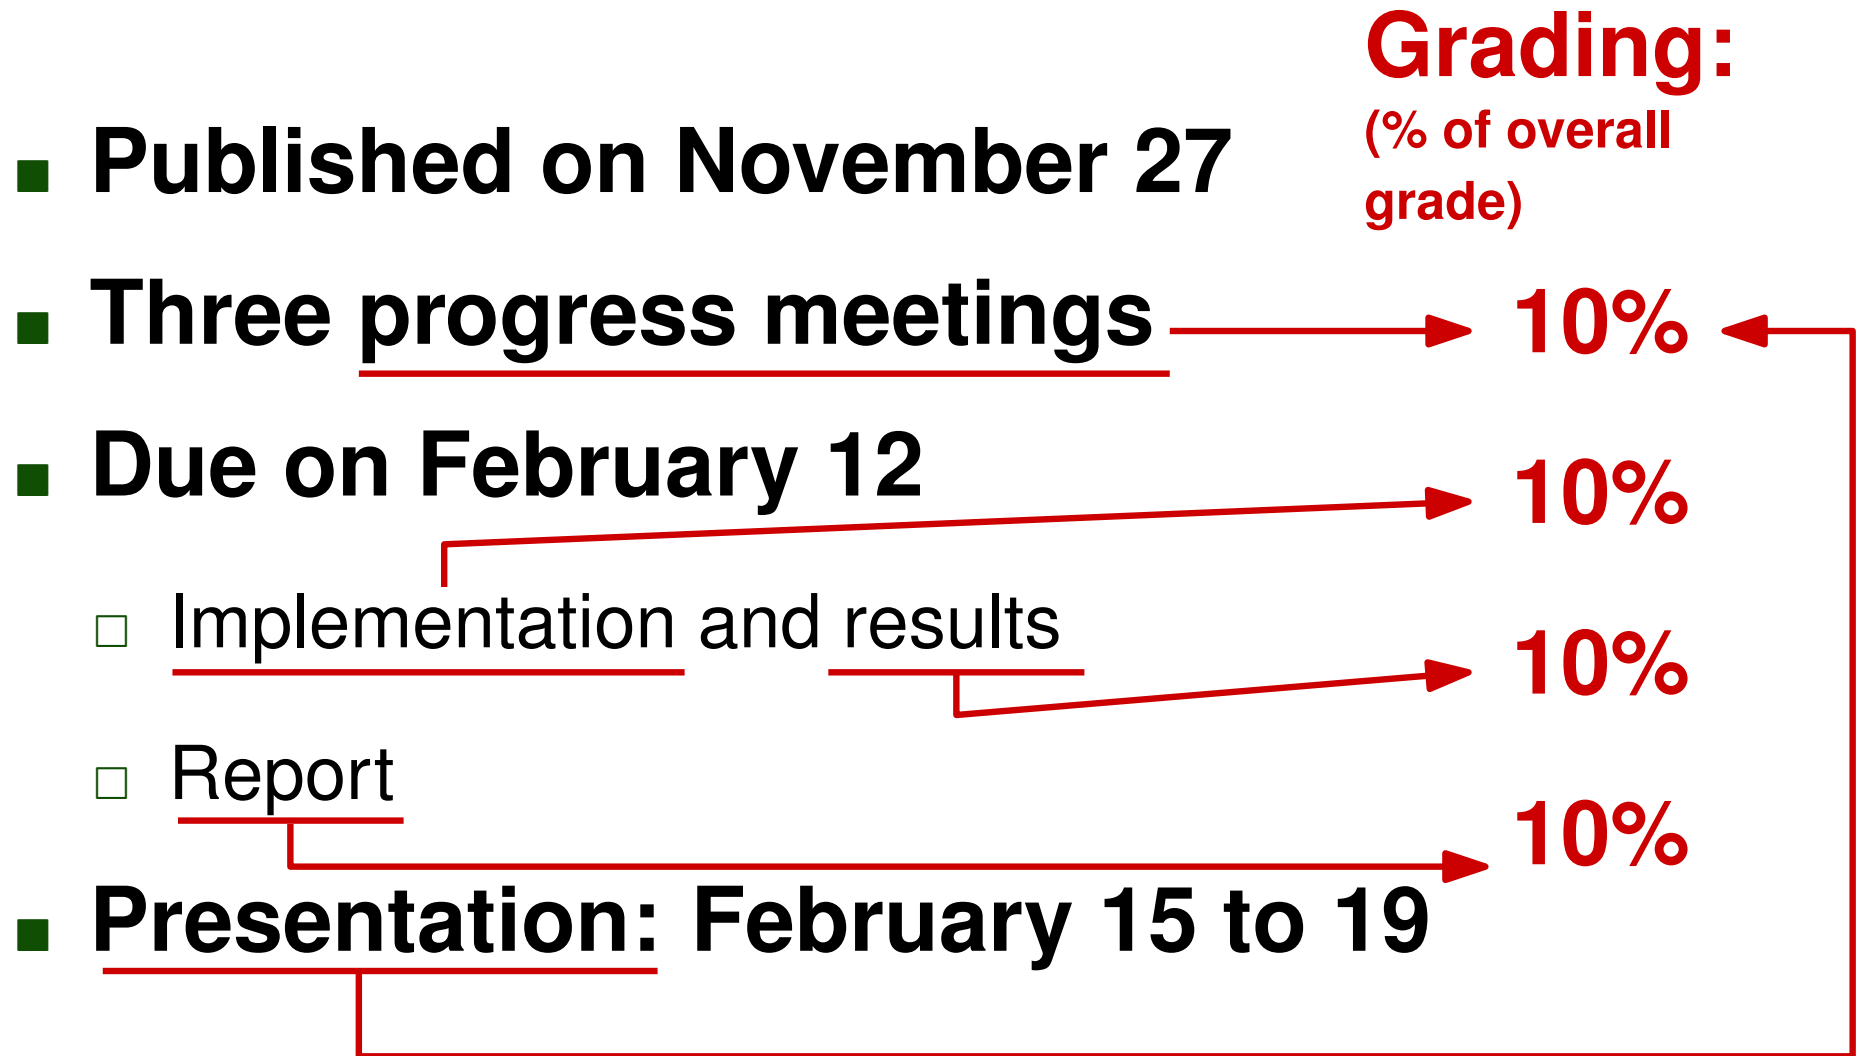 Grading:
(% of overall
grade)
Published on November 27
Three progress meetings
10%
Due on February 12
10%
Implementation and results
10%
Report
10%
Presentation: February 15 to 19